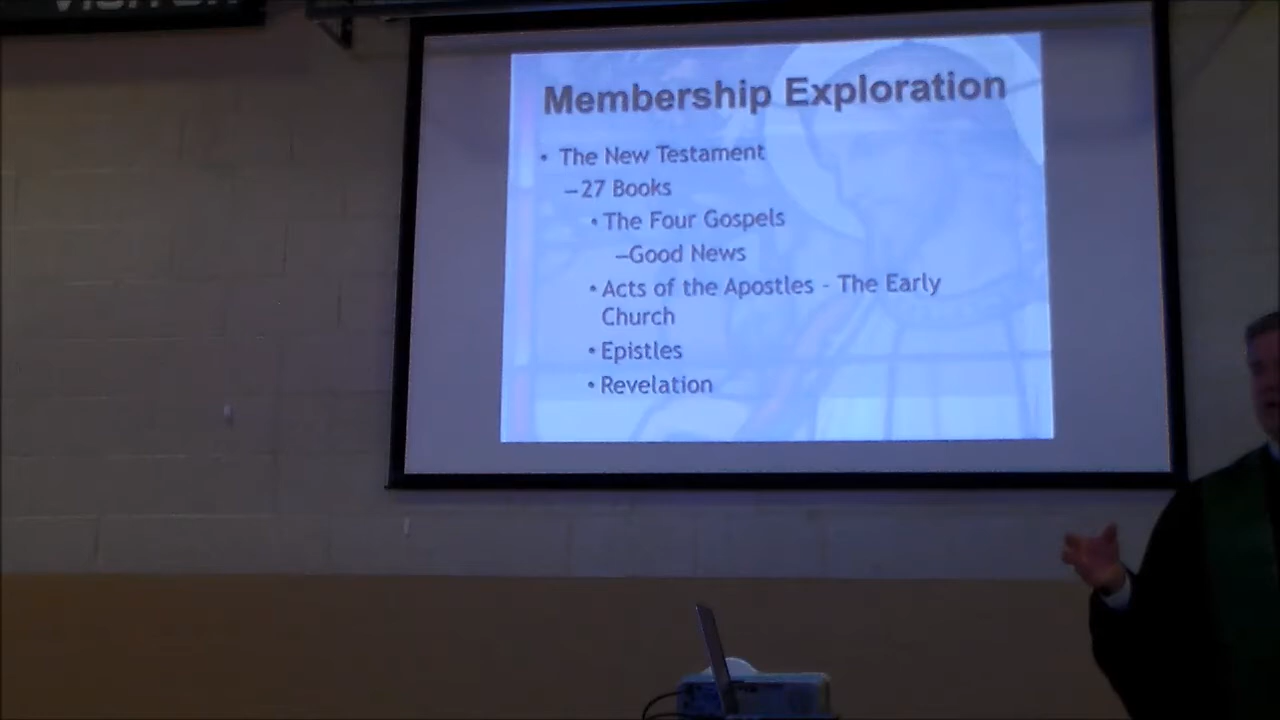 VISITOR
Membership Exploration
• The New Testament
–27 Books
• The Four Gospels
–Good News
• Acts of the Apostles - The Early
Church
• Epistles
• Revelation